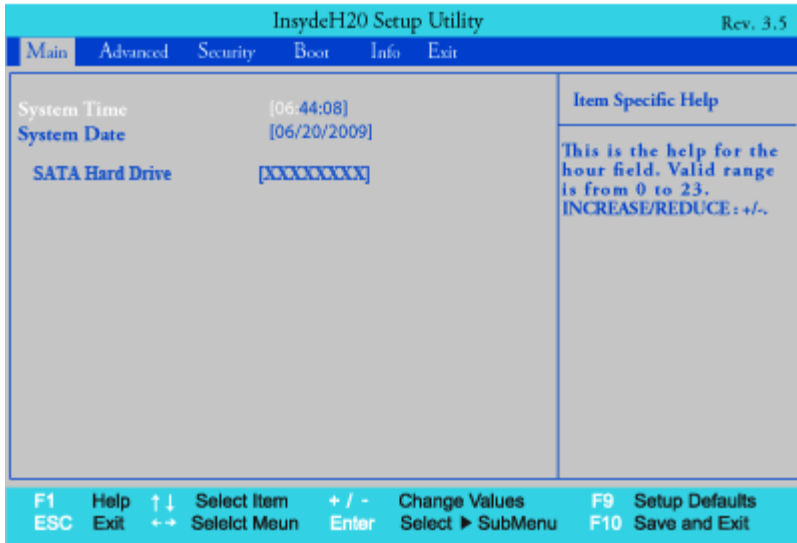 InsydeH20 Setup Utility Rev. 3.5
Main Advanced Security Boot Info Exit
System Time [06:44:08]
System Date [06/20/2009]
SATA Hard Drive [XXXXXXXX]
Item Specific Help
This is the help for the
hour field. Valid range
is from 0 to 23.
INCREASE/REDUCE : +/-.
F1 Help ↑↓ Select Item + / - Change Values F9 Setup Defaults
ESC Exit ←→ Selelct Meun Enter Select ▶ SubMenu F10 Save and Exit